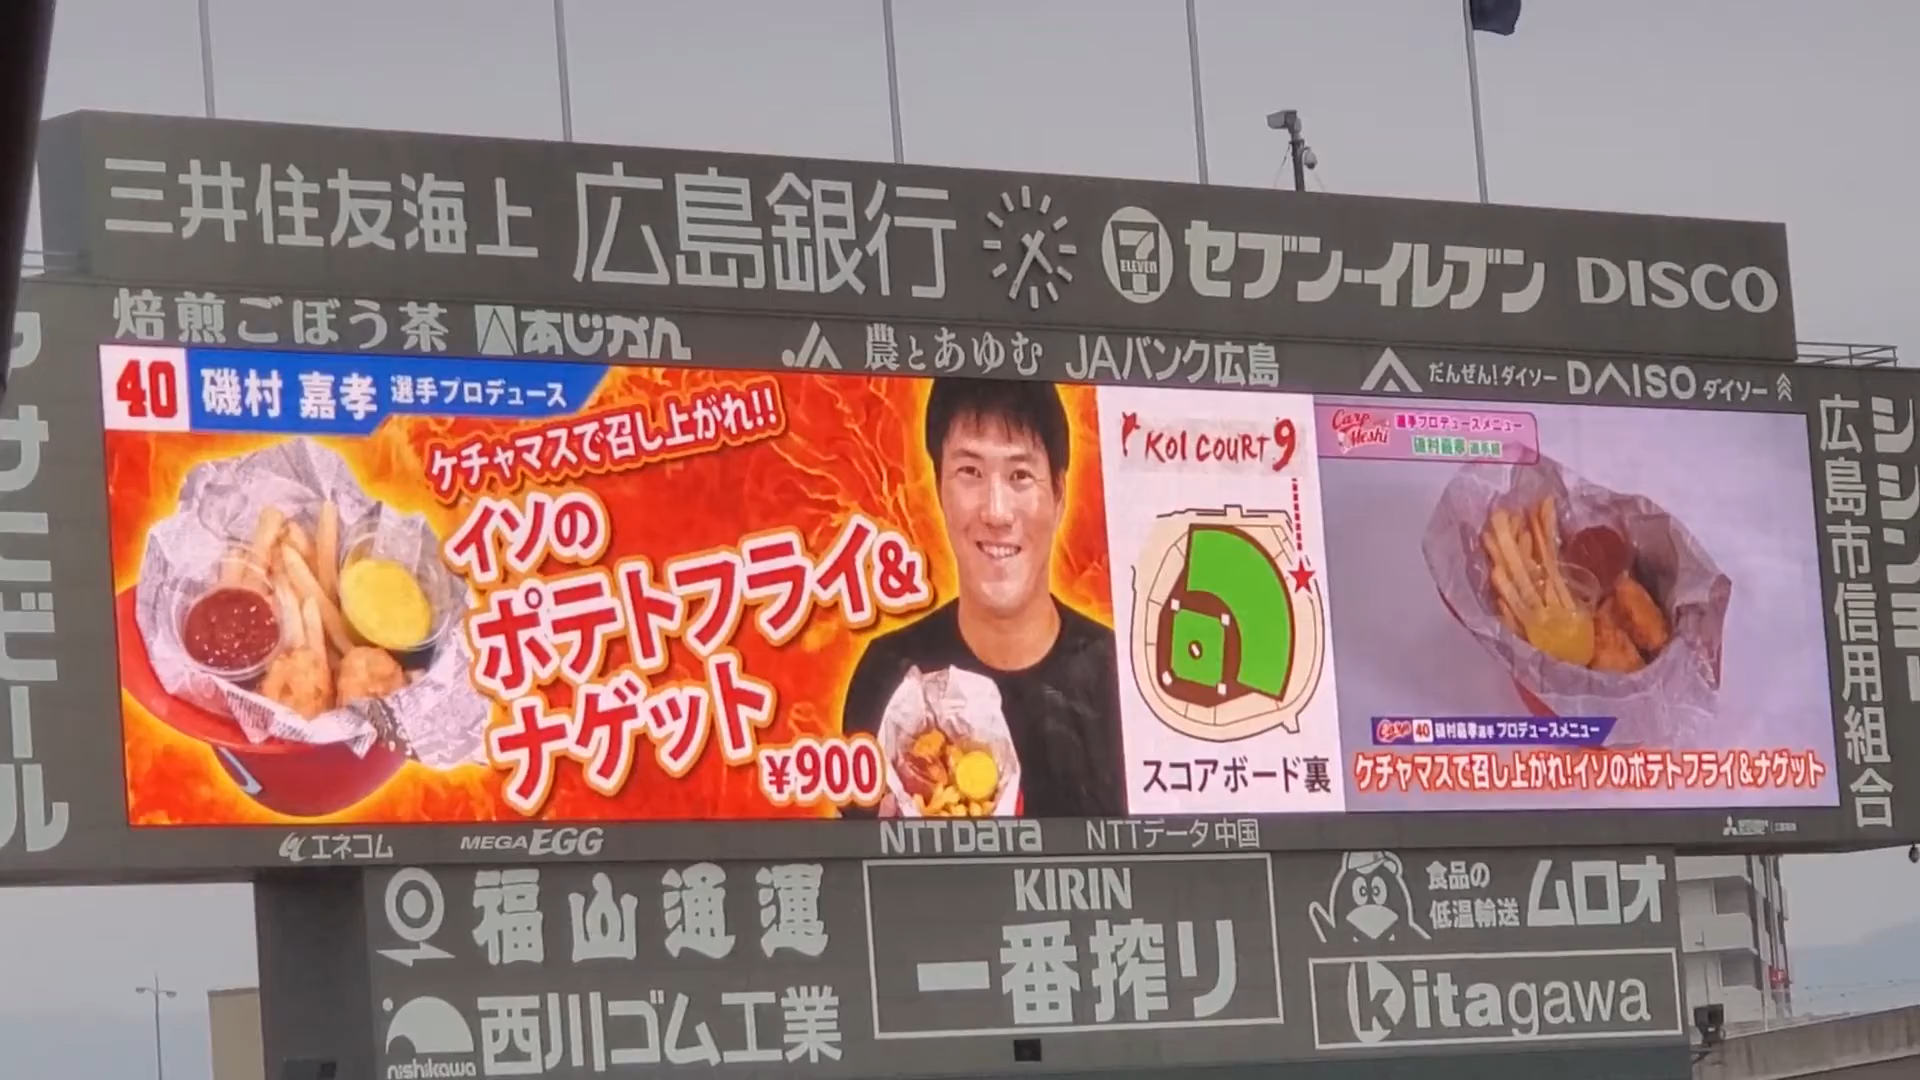 三井住友海上 広島銀行 7 ELEVEN セブン-イレブン DISCO
焙煎ごぼう茶 あじかん JA 農とあゆむ JAバンク広島 だんぜん!ダイソー DAISO ダイソー
40 磯村 嘉孝 選手プロデュース
ケチャマスで召し上がれ!!
イソの
ポテトフライ&
ナゲット
¥900
KOI COURT 9
スコアボード裏
Carp Meshi 選手プロデュースメニュー
磯村嘉孝 選手編
Carp 40 磯村嘉孝選手 プロデュースメニュー
ケチャマスで召し上がれ!イソのポテトフライ&ナゲット
広島市信用組合
エネコム MEGA EGG NTT DATA NTTデータ中国
福山通運
nishikawa 西川ゴム工業
KIRIN
一番搾り
食品の
低温輸送 ムロオ
Kitagawa